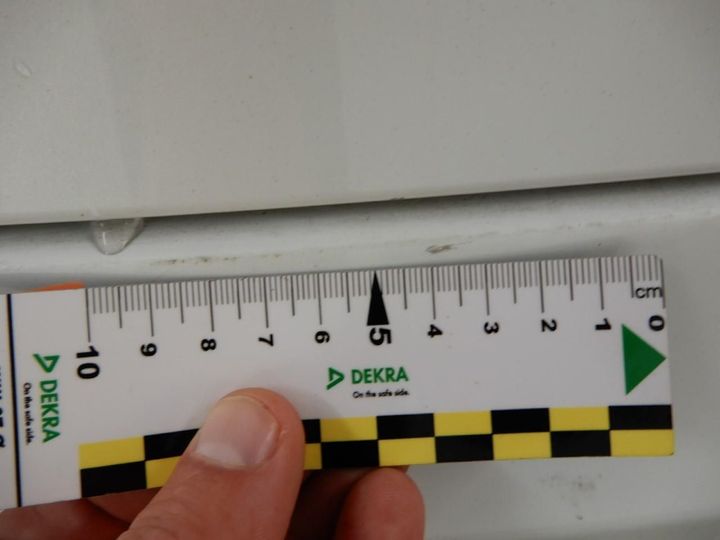 cm
10 9 8 7 6 5 4 3 2 1 0
DEKRA
On the safe side.
DEKRA
On the safe side.